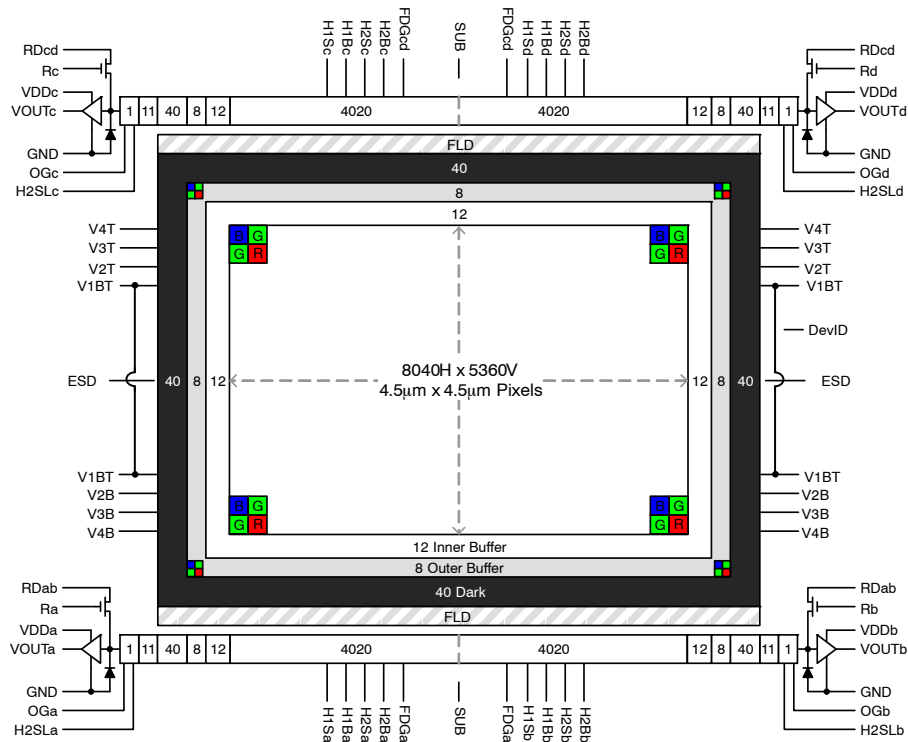 H1Sc H1Bc H2Sc H2Bc FDGcd SUB FDGcd H1Sd H1Bd H2Sd H2Bd
RDcd RDcd
Rc Rd
VDDc VDDd
VOUTc 1 11 40 8 12 4020 4020 12 8 40 11 1 VOUTd
GND FLD GND
OGc 40 OGd
H2SLc 8 H2SLd
12
V4T B G B G V4T
V3T G R G R V3T
V2T V2T
V1BT V1BT
DevID
8040H x 5360V
ESD 40 8 12 12 8 40 ESD
4.5μm x 4.5μm Pixels
V1BT V1BT
V2B B G B G V2B
V3B G R G R V3B
V4B V4B
12 Inner Buffer
8 Outer Buffer
RDab 40 Dark RDab
Ra FLD Rb
VDDa VDDb
VOUTa 1 11 40 8 12 4020 4020 12 8 40 11 1 VOUTb
GND GND
OGa OGb
H2SLa H2SLb
H1Sa H1Ba H2Sa H2Ba FDGa SUB FDGa H1Sb H1Bb H2Sb H2Bb